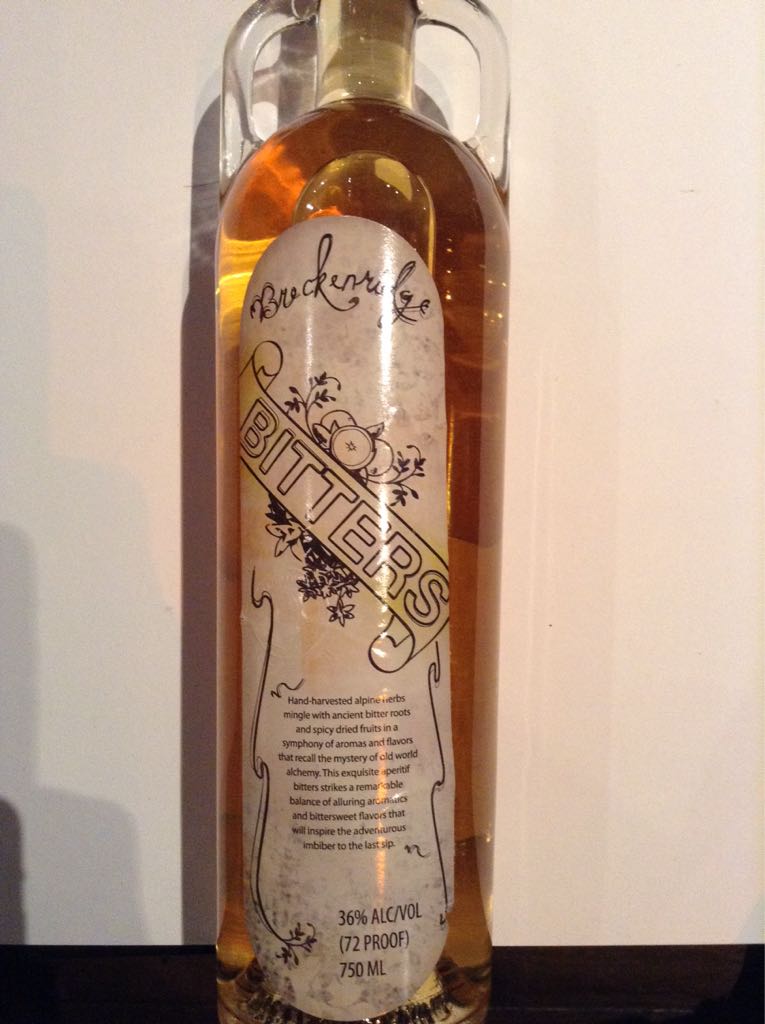 Breckenridge
BITTERS
Hand-harvested alpine herbs
mingle with ancient bitter roots
and spicy dried fruits in a
symphony of aromas and flavors
that recall the mystery of old world
alchemy. This exquisite aperitif
bitters strikes a remarkable
balance of alluring aromatics
and bittersweet flavors that
will inspire the adventurous
imbiber to the last sip.
36% ALC/VOL
(72 PROOF)
750 ML